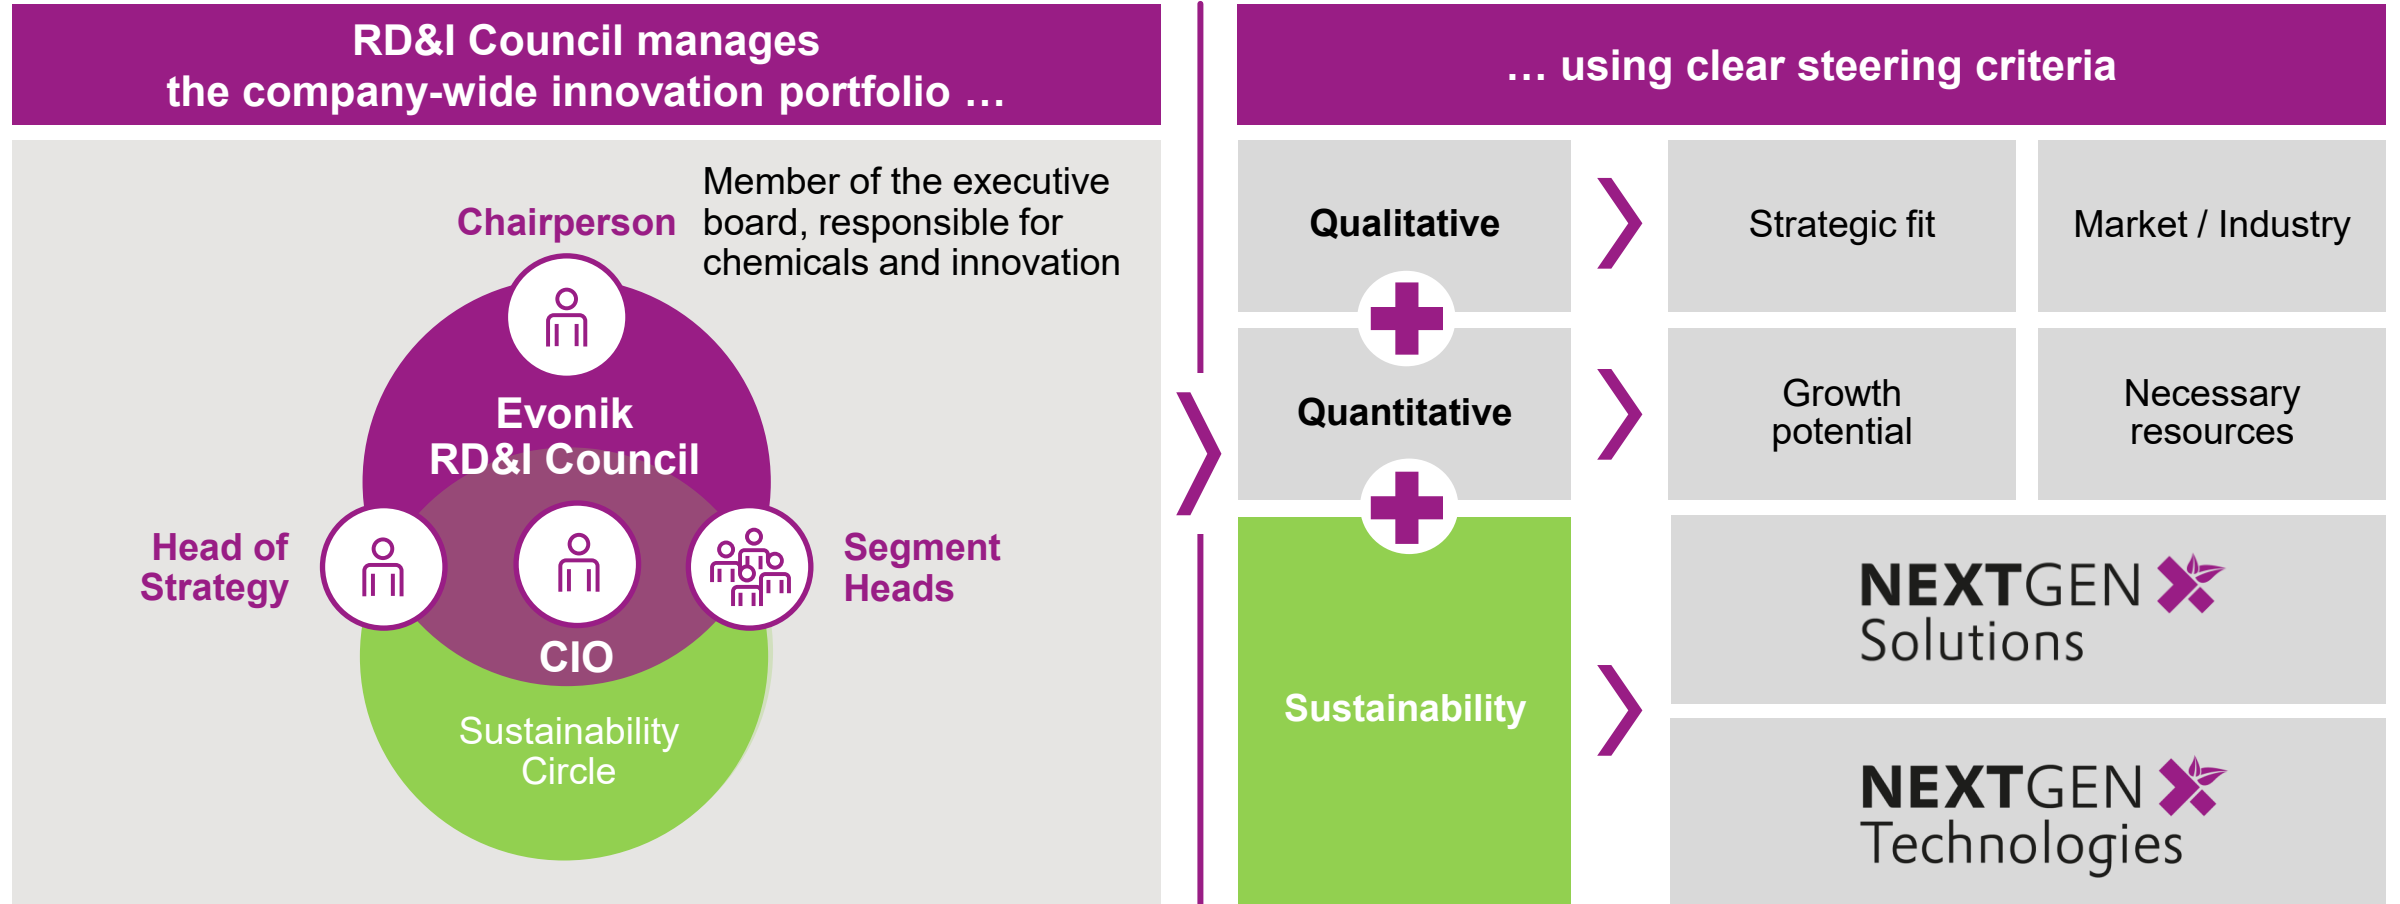 RD&I Council manages
the company-wide innovation portfolio …
Chairperson
Member of the executive
board, responsible for
chemicals and innovation
Evonik
RD&I Council
Head of
Strategy
Segment
Heads
CIO
Sustainability
Circle
… using clear steering criteria
Qualitative
Strategic fit
Market / Industry
Quantitative
Growth
potential
Necessary
resources
Sustainability
NEXTGEN
Solutions
NEXTGEN
Technologies